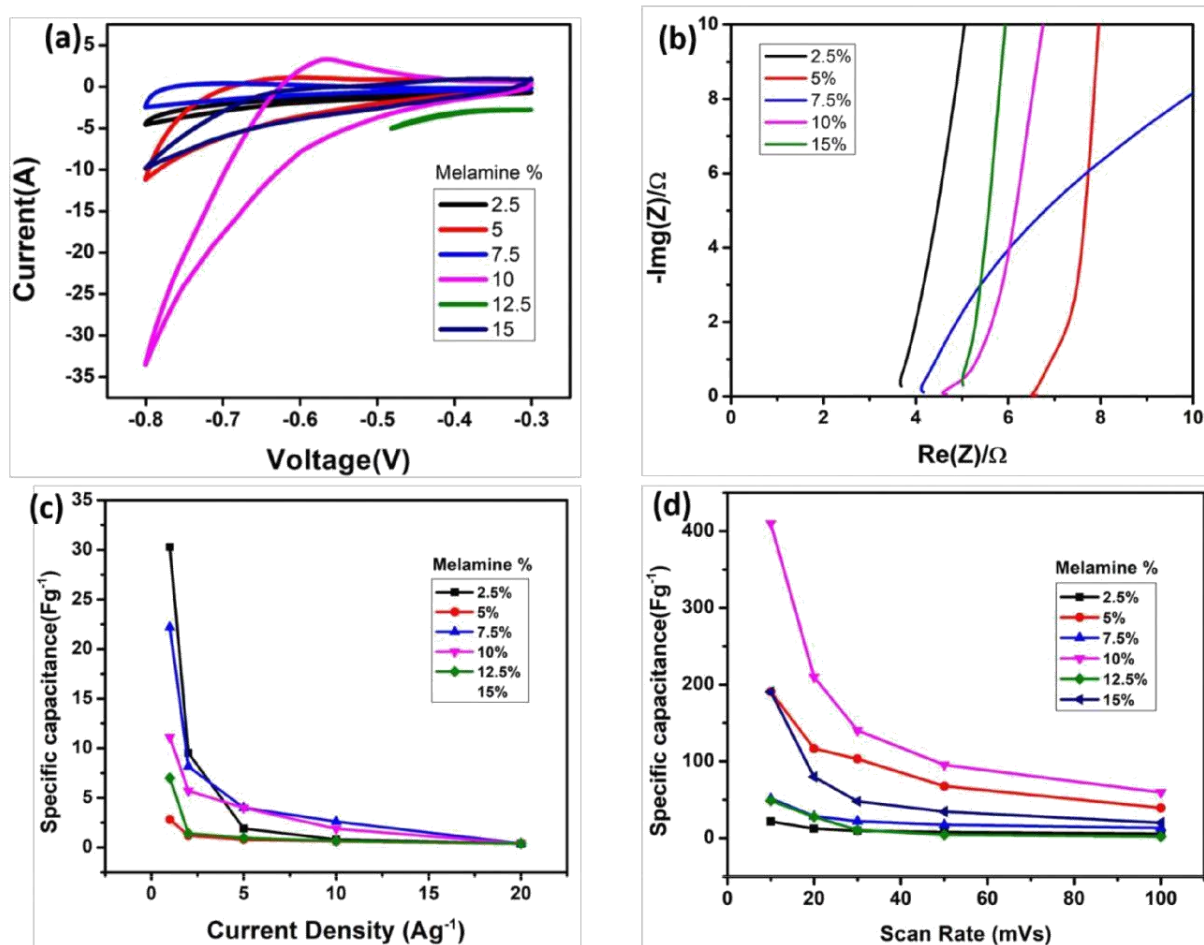 (a)
Current(A)
5
0
-5
-10
-15
-20
-25
-30
-35
Melamine %
2.5
5
7.5
10
12.5
15
-0.8 -0.7 -0.6 -0.5 -0.4 -0.3
Voltage(V)
(b)
-Img(Z)/Ω
10
8
6
4
2
0
2.5%
5%
7.5%
10%
15%
0 2 4 6 8 10
Re(Z)/Ω
(c)
Specific capacitance(Fg⁻¹)
35
30
25
20
15
10
5
0
Melamine %
2.5%
5%
7.5%
10%
12.5%
15%
0 5 10 15 20
Current Density (Ag⁻¹)
(d)
Specific capacitance(Fg⁻¹)
400
300
200
100
0
Melamine %
2.5%
5%
7.5%
10%
12.5%
15%
0 20 40 60 80 100
Scan Rate (mVs)